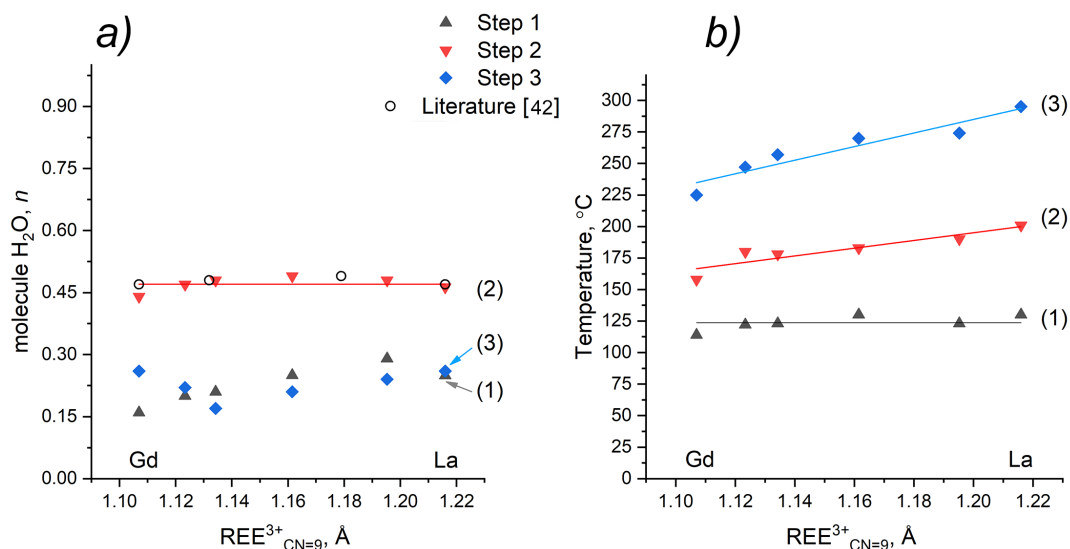 a)
Step 1
Step 2
Step 3
Literature [42]
molecule H₂O, n
0.90
0.75
0.60
0.45
0.30
0.15
0.00
(2)
(3)
(1)
Gd
La
1.10 1.12 1.14 1.16 1.18 1.20 1.22
REE³⁺CN=9, Å
b)
Temperature, °C
300
275
250
225
200
175
150
125
100
75
50
25
0
(3)
(2)
(1)
Gd
La
1.10 1.12 1.14 1.16 1.18 1.20 1.22
REE³⁺CN=9, Å